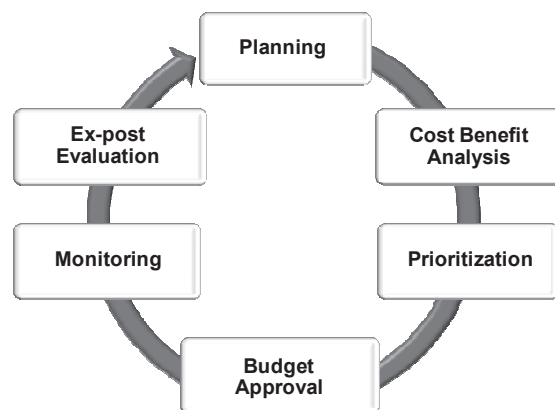 Planning
Cost Benefit
Analysis
Prioritization
Budget
Approval
Monitoring
Ex-post
Evaluation